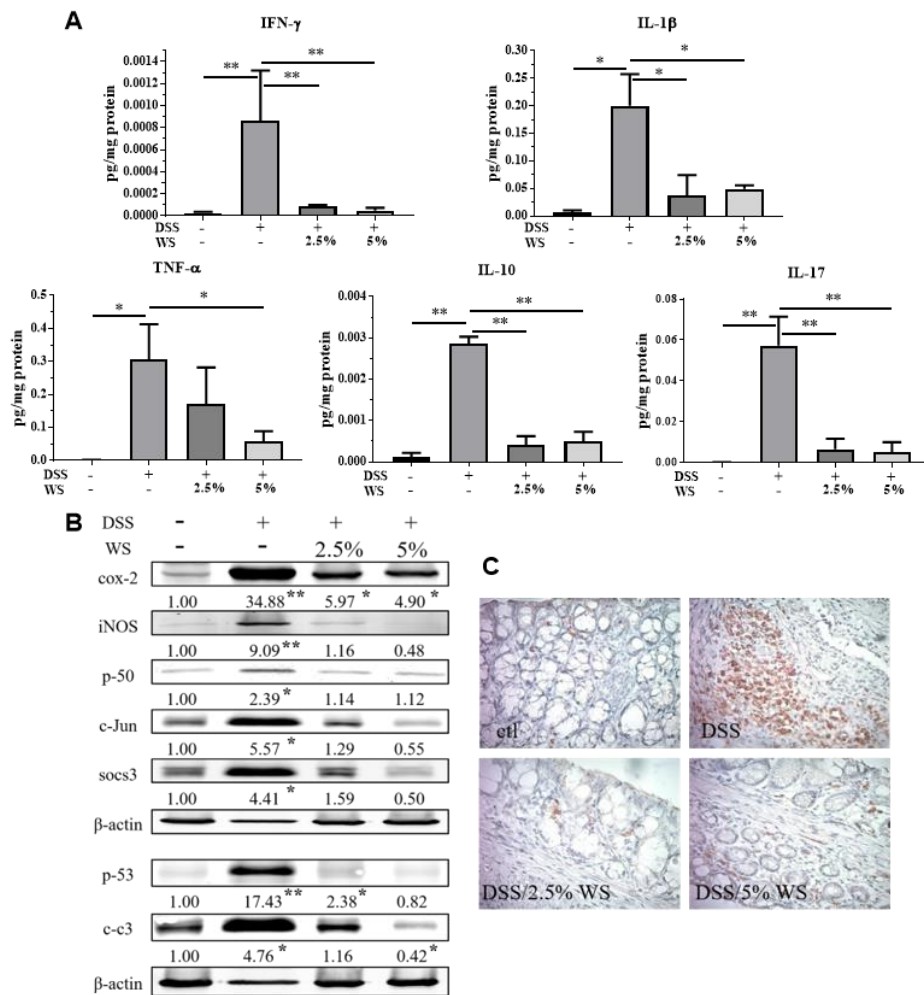 A
IFN-γ
pg/mg protein
0.0014
0.0012
0.0010
0.0008
0.0006
0.0004
0.0002
0.0000
** ** **
DSS - + + +
WS - - 2.5% 5%
IL-1β
pg/mg protein
0.30
0.25
0.20
0.15
0.10
0.05
0.00
* * *
DSS - + + +
WS - - 2.5% 5%
TNF-α
pg/mg protein
0.5
0.4
0.3
0.2
0.1
0.0
* *
DSS - + + +
WS - - 2.5% 5%
IL-10
pg/mg protein
0.004
0.003
0.002
0.001
0.000
** ** **
DSS - + + +
WS - - 2.5% 5%
IL-17
pg/mg protein
0.08
0.06
0.04
0.02
0.00
** ** **
DSS - + + +
WS - - 2.5% 5%
B
DSS - + + +
WS - - 2.5% 5%
cox-2
1.00 34.88** 5.97* 4.90*
iNOS
1.00 9.09** 1.16 0.48
p-50
1.00 2.39* 1.14 1.12
c-Jun
1.00 5.57* 1.29 0.55
socs3
1.00 4.41* 1.59 0.50
β-actin
p-53
1.00 17.43** 2.38* 0.82
c-c3
1.00 4.76* 1.16 0.42*
β-actin
C
ctl
DSS
DSS/2.5% WS
DSS/5% WS